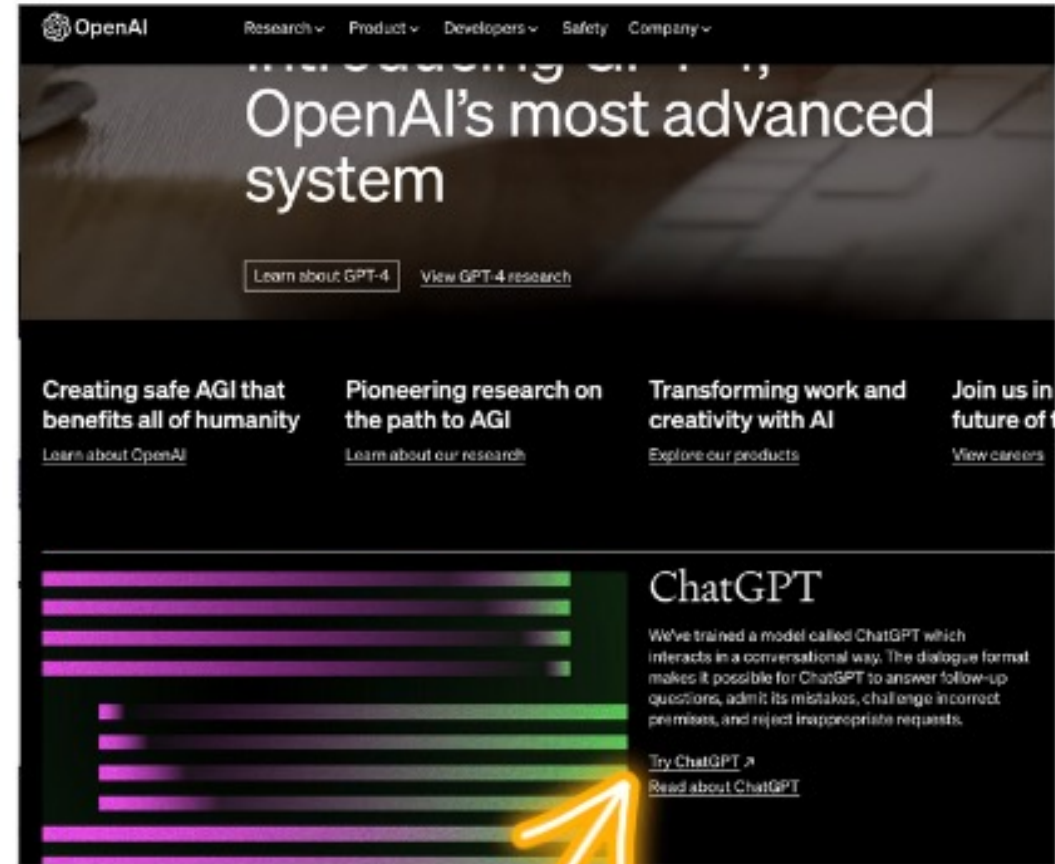 OpenAI
Research Product Developers Safety Company
Introducing GPT-4,
OpenAI's most advanced
system
Learn about GPT-4 View GPT-4 research
Creating safe AGI that
benefits all of humanity
Learn about OpenAI
Pioneering research on
the path to AGI
Learn about our research
Transforming work and
creativity with AI
Explore our products
Join us in
future of
View careers
ChatGPT
We've trained a model called ChatGPT which
interacts in a conversational way. The dialogue format
makes it possible for ChatGPT to answer follow-up
questions, admit its mistakes, challenge incorrect
premises, and reject inappropriate requests.
Try ChatGPT ↗
Read about ChatGPT